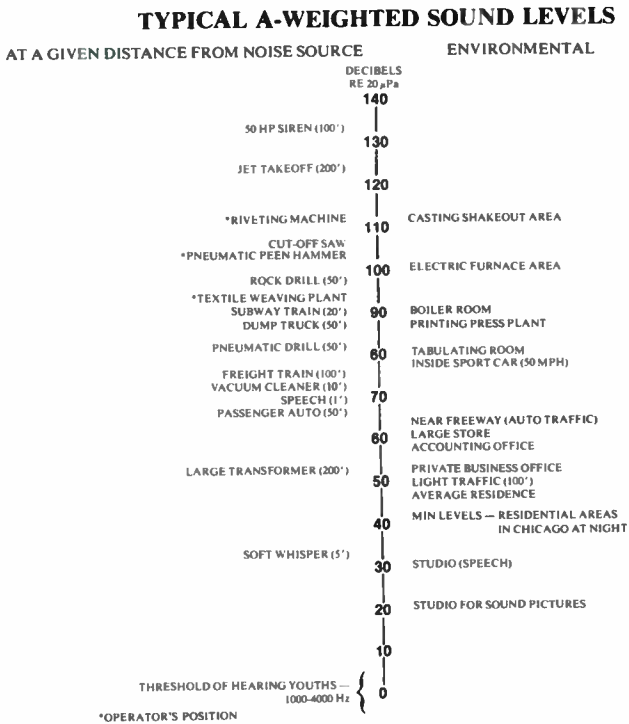 TYPICAL A-WEIGHTED SOUND LEVELS
AT A GIVEN DISTANCE FROM NOISE SOURCE
ENVIRONMENTAL
DECIBELS
RE 20 µPa
140
50 HP SIREN (100')
130
JET TAKEOFF (200')
120
*RIVETING MACHINE
CASTING SHAKEOUT AREA
110
CUT-OFF SAW
*PNEUMATIC PEEN HAMMER
100
ELECTRIC FURNACE AREA
ROCK DRILL (50')
*TEXTILE WEAVING PLANT
SUBWAY TRAIN (20')
DUMP TRUCK (50')
90
BOILER ROOM
PRINTING PRESS PLANT
PNEUMATIC DRILL (50')
60
TABULATING ROOM
INSIDE SPORT CAR (50 MPH)
FREIGHT TRAIN (100')
VACUUM CLEANER (10')
SPEECH (1')
PASSENGER AUTO (50')
70
NEAR FREEWAY (AUTO TRAFFIC)
LARGE STORE
ACCOUNTING OFFICE
60
LARGE TRANSFORMER (200')
50
PRIVATE BUSINESS OFFICE
LIGHT TRAFFIC (100')
AVERAGE RESIDENCE
40
MIN LEVELS — RESIDENTIAL AREAS
IN CHICAGO AT NIGHT
SOFT WHISPER (5')
30
STUDIO (SPEECH)
20
STUDIO FOR SOUND PICTURES
10
THRESHOLD OF HEARING YOUTHS —
1000-4000 Hz
0
*OPERATOR'S POSITION